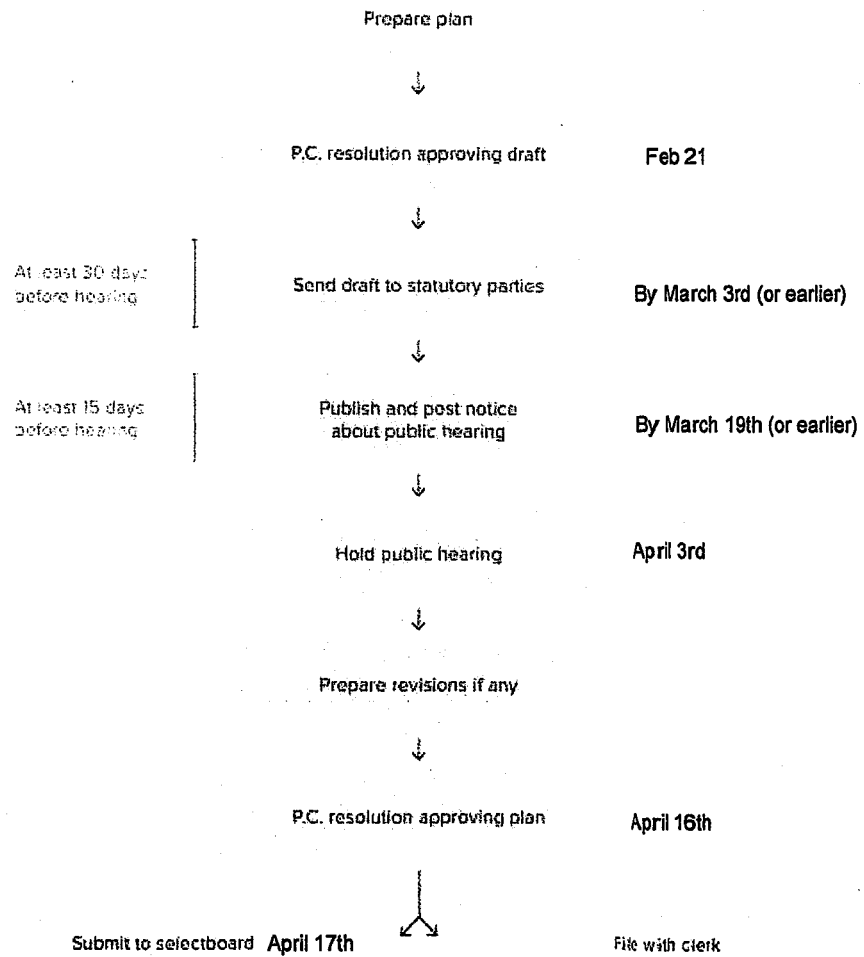 Prepare plan
P.C. resolution approving draft Feb 21
At least 30 days
before hearing
Send draft to statutory parties By March 3rd (or earlier)
At least 15 days
before hearing
Publish and post notice
about public hearing
By March 19th (or earlier)
Hold public hearing April 3rd
Prepare revisions if any
P.C. resolution approving plan April 16th
Submit to selectboard April 17th File with clerk